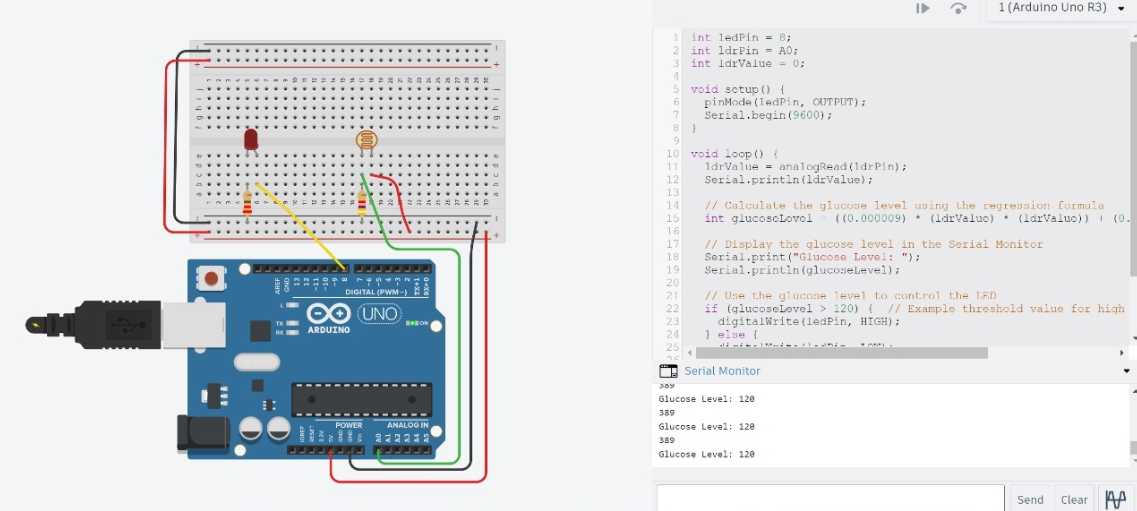 1 (Arduino Uno R3)
1 int ledPin = 8;
2 int ldrPin = A0;
3 int ldrValue = 0;
4
5 void setup() {
6 pinMode(ledPin, OUTPUT);
7 Serial.begin(9600);
8 }
9
10 void loop() {
11 ldrValue = analogRead(ldrPin);
12 Serial.println(ldrValue);
13
14 // Calculate the glucose level using the regression formula
15 int glucoseLevel = ((0.000009) * (ldrValue) * (ldrValue)) + (0.
16
17 // Display the glucose level in the Serial Monitor
18 Serial.print("Glucose Level: ");
19 Serial.println(glucoseLevel);
20
21 // Use the glucose level to control the LED
22 if (glucoseLevel > 120) { // Example threshold value for high
23 digitalWrite(ledPin, HIGH);
24 } else {
25
Serial Monitor
389
Glucose Level: 120
389
Glucose Level: 120
389
Glucose Level: 120
Send
Clear
AREF
GND
13
12
~11
~10
~9
8
7
~6
~5
4
~3
2
TX→1
RX←0
DIGITAL (PWM~)
L
TX
RX
UNO
ARDUINO
ON
POWER
ANALOG IN
IOREF
RESET
3.3V
5V
GND
GND
Vin
A0
A1
A2
A3
A4
A5